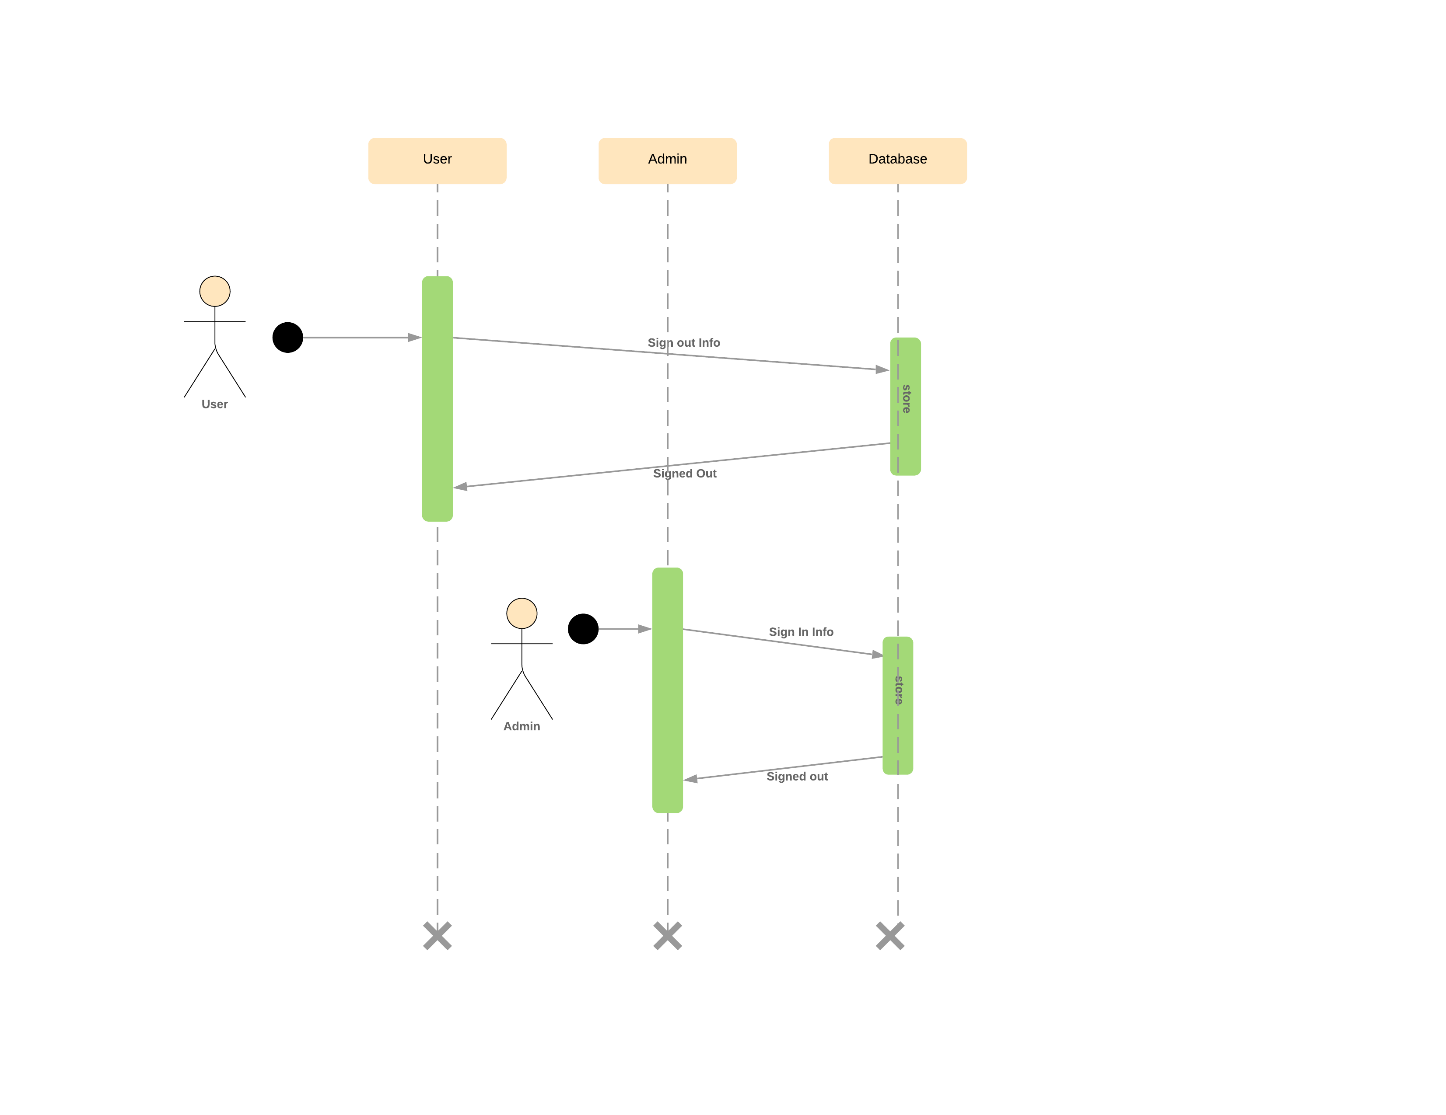 User
Admin
Database
Sign out Info
store
User
Signed Out
Sign In Info
store
Admin
Signed out